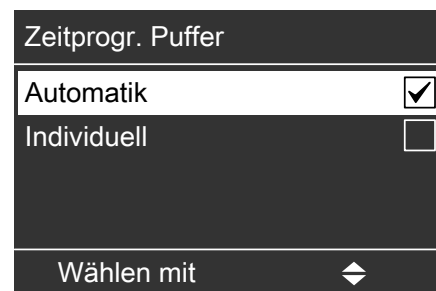 Zeitprogr. Puffer
Automatik
Individuell
Wählen mit